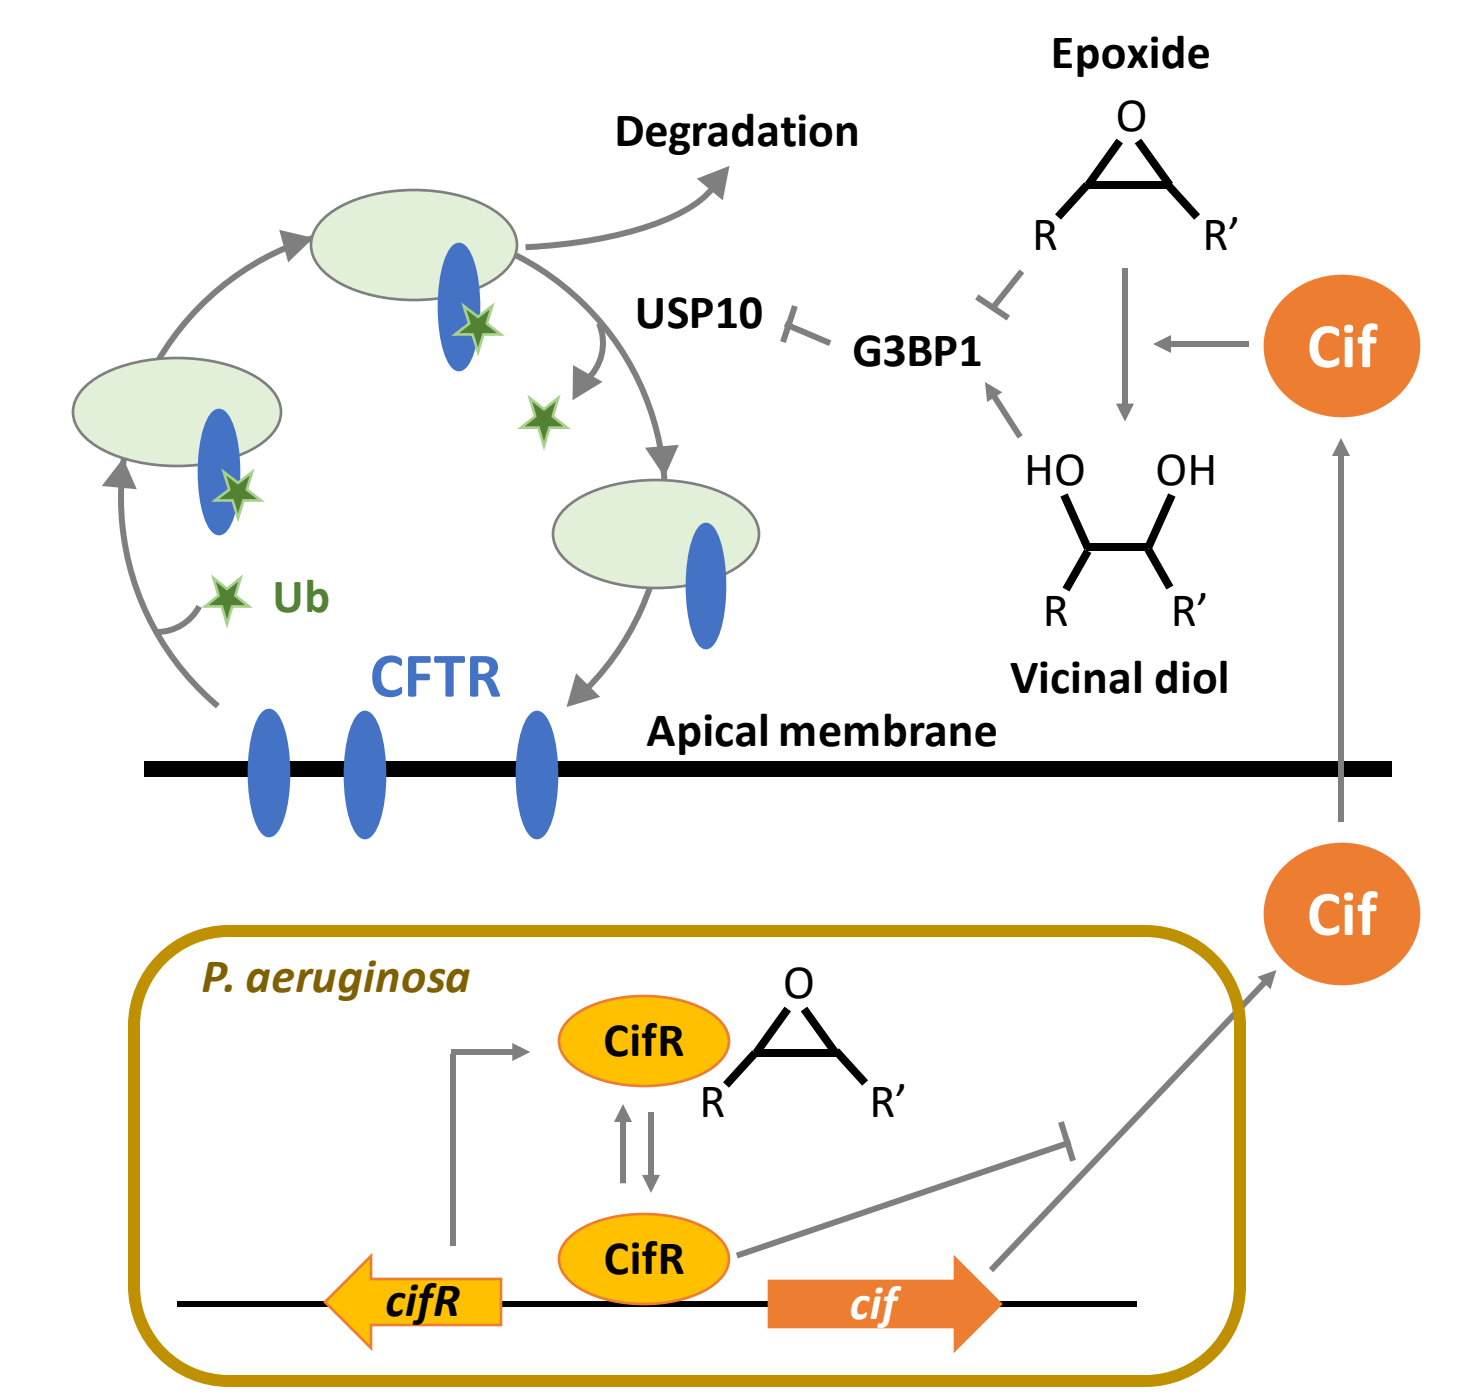 Epoxide
O
R
R’
Degradation
USP10
G3BP1
Cif
HO
OH
R
R’
Vicinal diol
Ub
CFTR
Apical membrane
Cif
P. aeruginosa
CifR
O
R
R’
CifR
cifR
cif